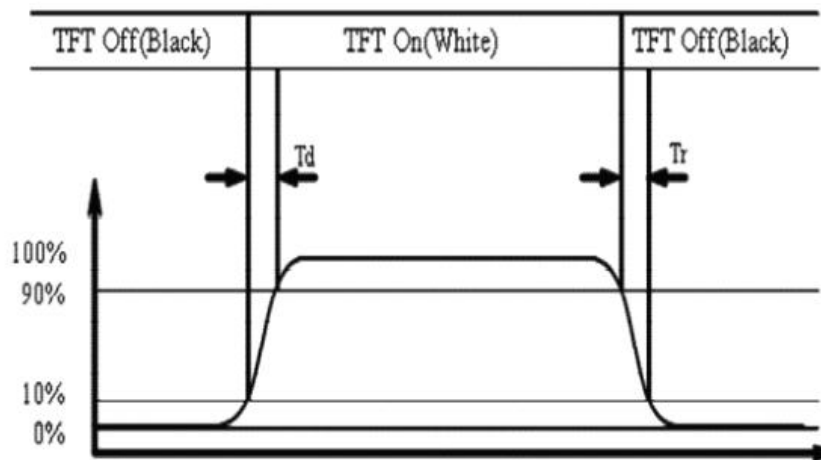 TFT Off(Black) TFT On(White) TFT Off(Black)
Td Tr
100%
90%
10%
0%